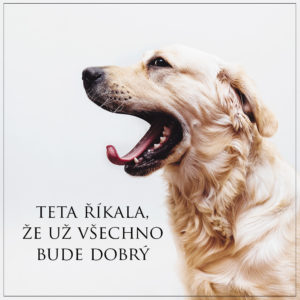 TETA ŘÍKALA,
ŽE UŽ VŠECHNO
BUDE DOBRÝ